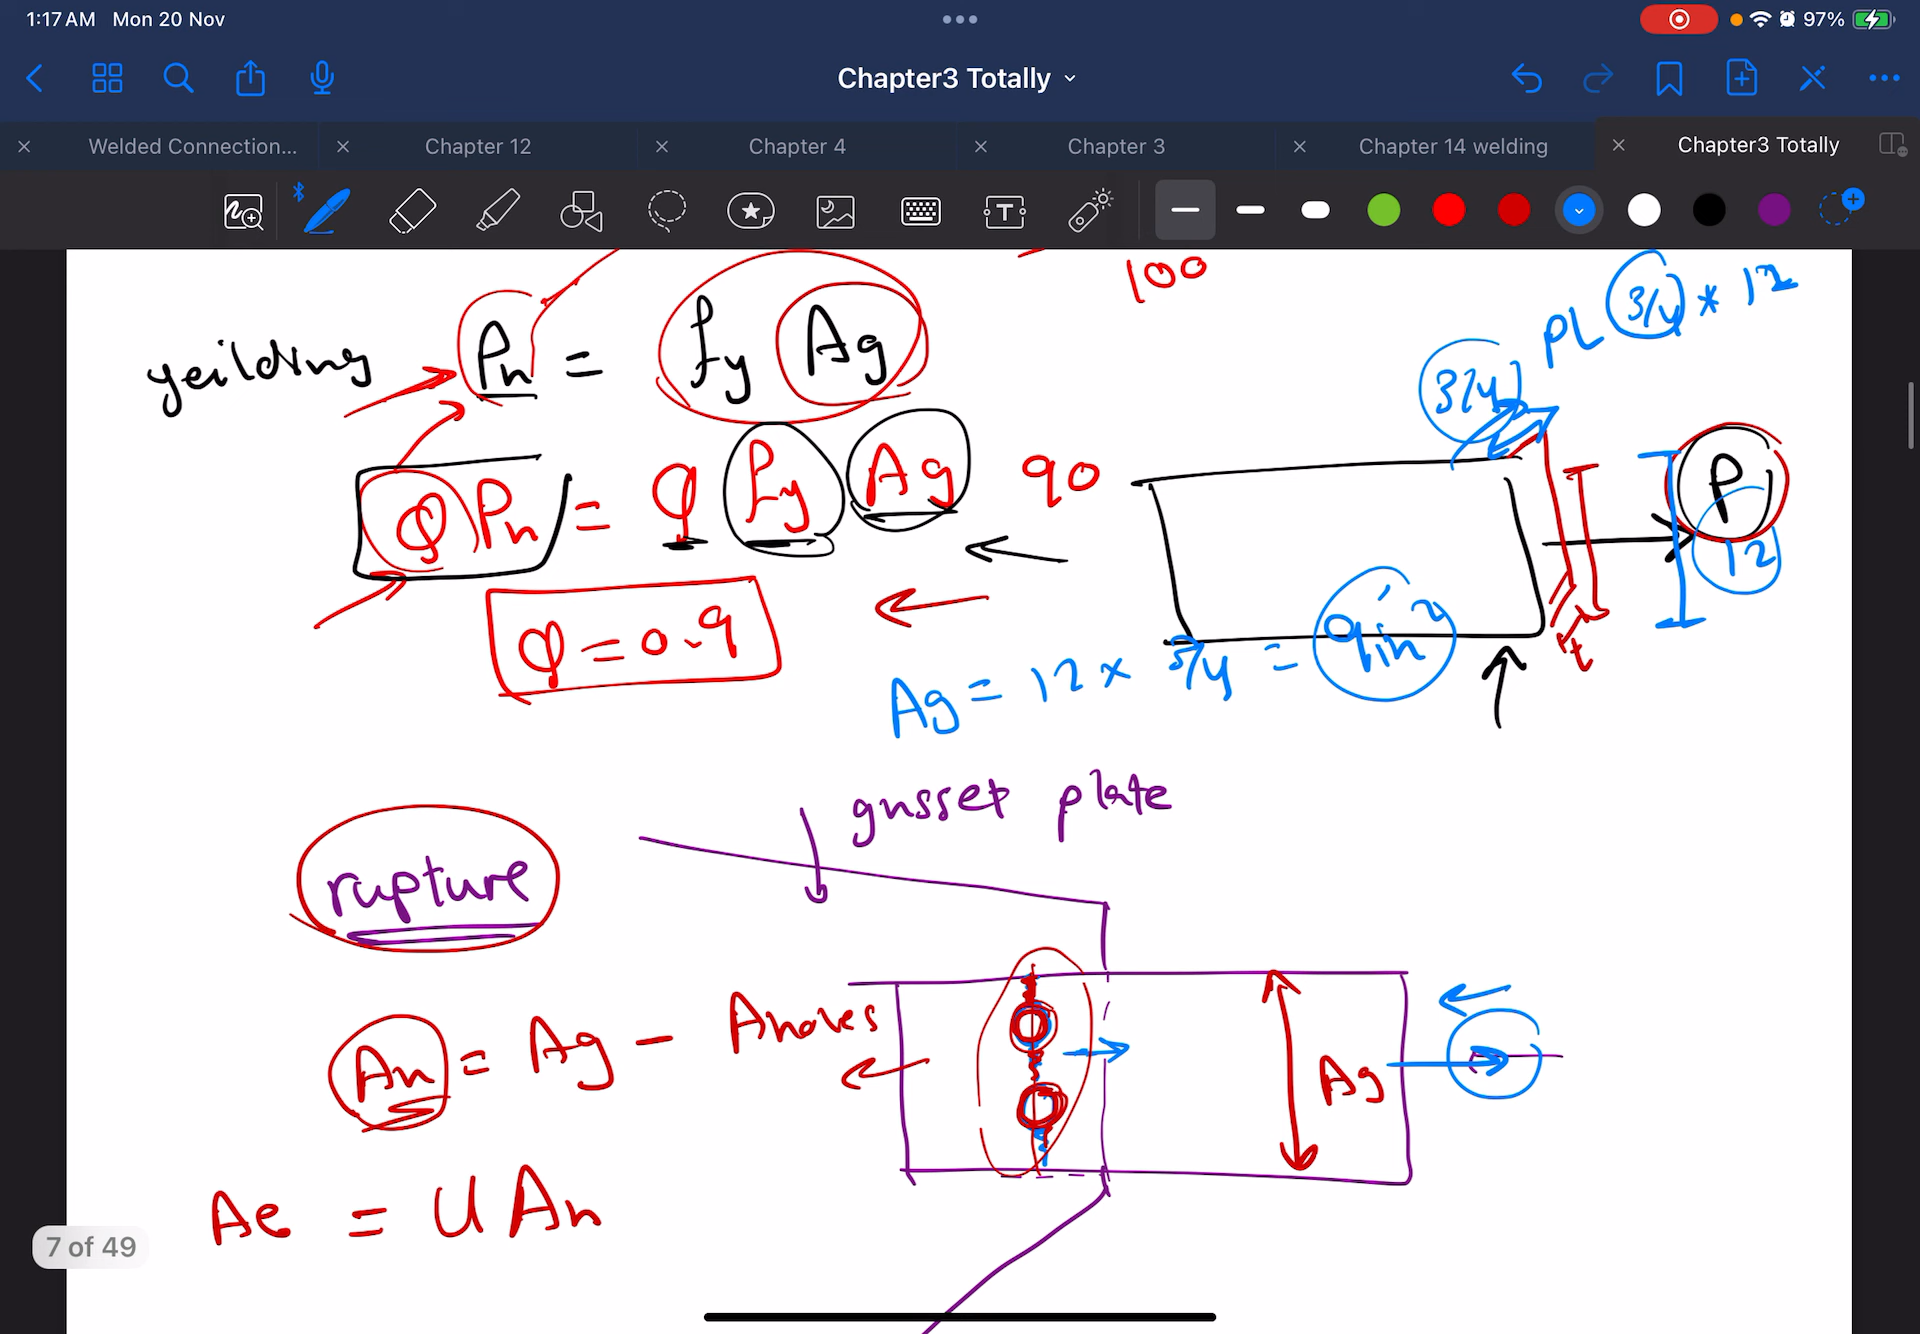 1:17 AM Mon 20 Nov
97%
Chapter3 Totally
Welded Connection...
Chapter 12
Chapter 4
Chapter 3
Chapter 14 welding
Chapter3 Totally
100
PL 3/4 * 12
yeilding Pn = Fy Ag
3/4
φPn = φ Fy Ag 90
P
12
φ = 0.9
t
Ag = 12 x 3/4 = 9 in²
gusset plate
rupture
An = Ag - Aholes
Ag
Ae = U An
7 of 49